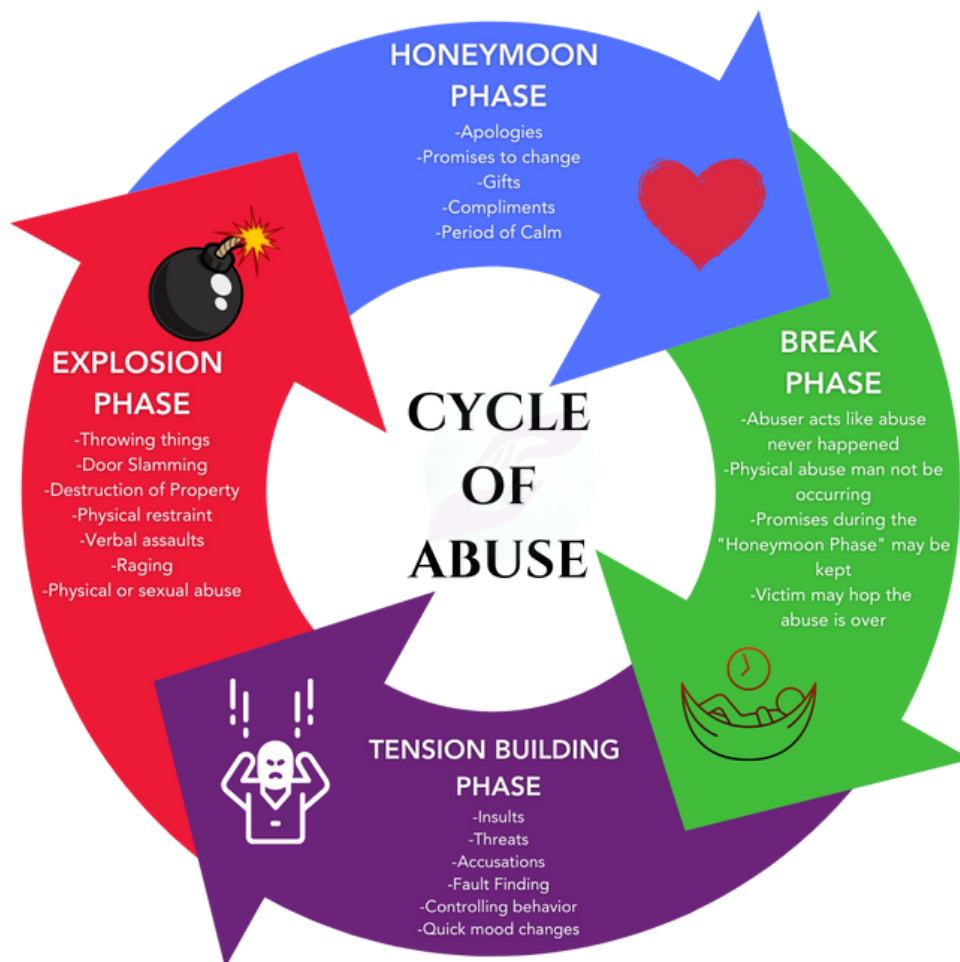 HONEYMOON
PHASE
-Apologies
-Promises to change
-Gifts
-Compliments
-Period of Calm
BREAK
PHASE
-Abuser acts like abuse
never happened
-Physical abuse man not be
occurring
-Promises during the
"Honeymoon Phase" may be
kept
-Victim may hop the
abuse is over
TENSION BUILDING
PHASE
-Insults
-Threats
-Accusations
-Fault Finding
-Controlling behavior
-Quick mood changes
EXPLOSION
PHASE
-Throwing things
-Door Slamming
-Destruction of Property
-Physical restraint
-Verbal assaults
-Raging
-Physical or sexual abuse
CYCLE
OF
ABUSE